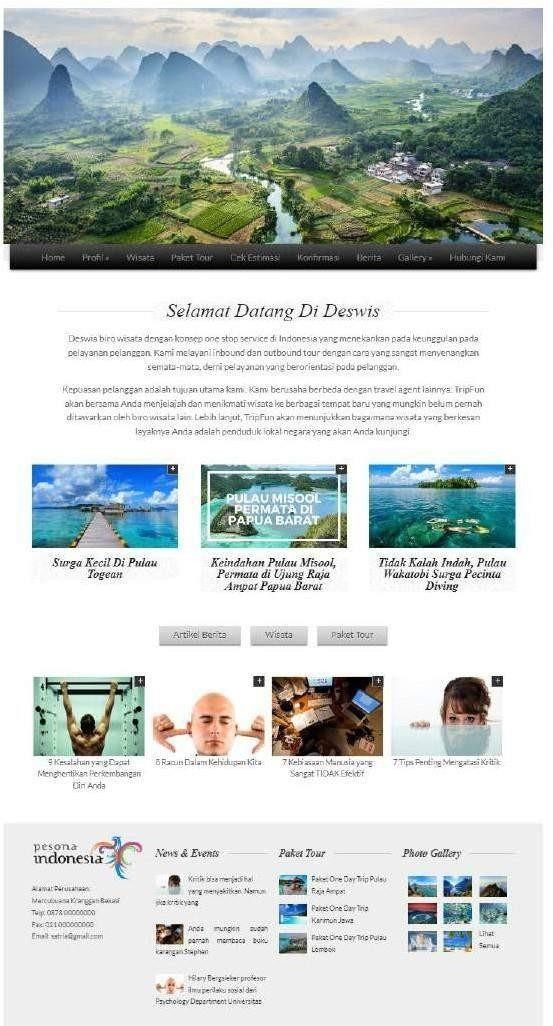 Home Profil » Wisata Paket Tour Cek Estimasi Konfirmasi Berita Gallery » Hubungi Kami
Selamat Datang Di Deswis
Deswis biro wisata dengan konsep one stop service di Indonesia yang menekankan pada keunggulan pada
pelayanan pelanggan. Kami melayani inbound dan outbound tour dengan cara yang sangat menyenangkan
semata-mata, demi pelayanan yang berorientasi pada pelanggan.
Kepuasan pelanggan adalah tujuan utama kami. Kami berusaha berbeda dengan travel agent lainnya. TripFun
akan bersama Anda menjelajah dan menikmati wisata ke berbagai tempat baru yang mungkin belum pernah
ditawarkan oleh biro wisata lain. Lebih lanjut, TripFun akan menunjukkan bagaimana wisata yang berkesan
layaknya Anda adalah penduduk lokal negara yang akan Anda kunjungi.
PULAU MISOOL
PERMATA DI
PAPUA BARAT
Surga Kecil Di Pulau
Togean
Keindahan Pulau Misool,
Permata di Ujung Raja
Ampat Papua Barat
Tidak Kalah Indah, Pulau
Wakatobi Surga Pecinta
Diving
Artikel Berita Wisata Paket Tour
9 Kesalahan yang Dapat
Menghentikan Perkembangan
Diri Anda
6 Racun Dalam Kehidupan Kita
7 Kebiasaan Manusia yang
Sangat TIDAK Efektif
7 Tips Penting Mengatasi Kritik
pesona
indonesia
Alamat Perusahaan:
Mercubuana Kranggan Bekasi
Telp: 0878 00000000
Fax: 021 000000000
Email: satria@gmail.com
News & Events
Kritik bisa menjadi hal
yang menyakitkan. Namun
jika kritik yang
Anda mungkin sudah
pernah membaca buku
karangan Stephen
Hilary Bergsieker profesor
ilmu perilaku sosial dari
Psychology Department Universitas
Paket Tour
Paket One Day Trip Pulau
Raja Ampat
Paket One Day Trip
Karimun Jawa
Paket One Day Trip Pulau
Lombok
Photo Gallery
Lihat
Semua